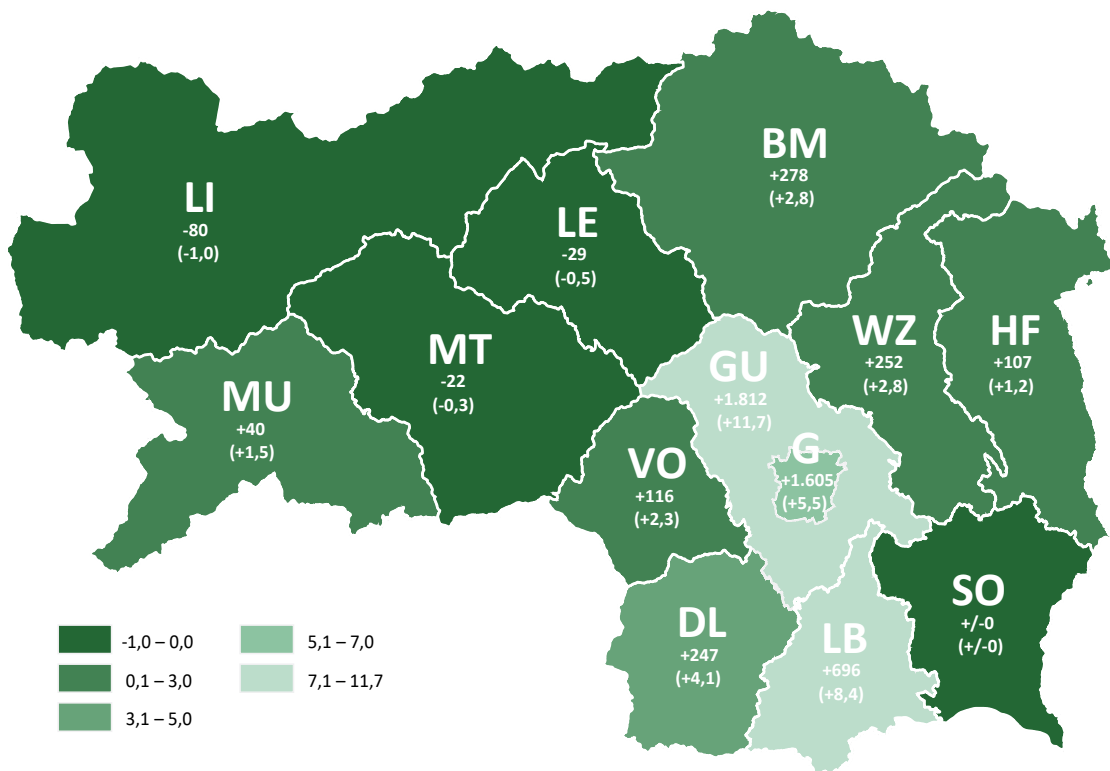 BM
+278
(+2,8)
LI
-80
(-1,0)
LE
-29
(-0,5)
WZ
+252
(+2,8)
HF
+107
(+1,2)
MT
-22
(-0,3)
GU
+1.812
(+11,7)
MU
+40
(+1,5)
VO
+116
(+2,3)
G
+1.605
(+5,5)
SO
+/-0
(+/-0)
DL
+247
(+4,1)
LB
+696
(+8,4)
-1,0 – 0,0
0,1 – 3,0
3,1 – 5,0
5,1 – 7,0
7,1 – 11,7